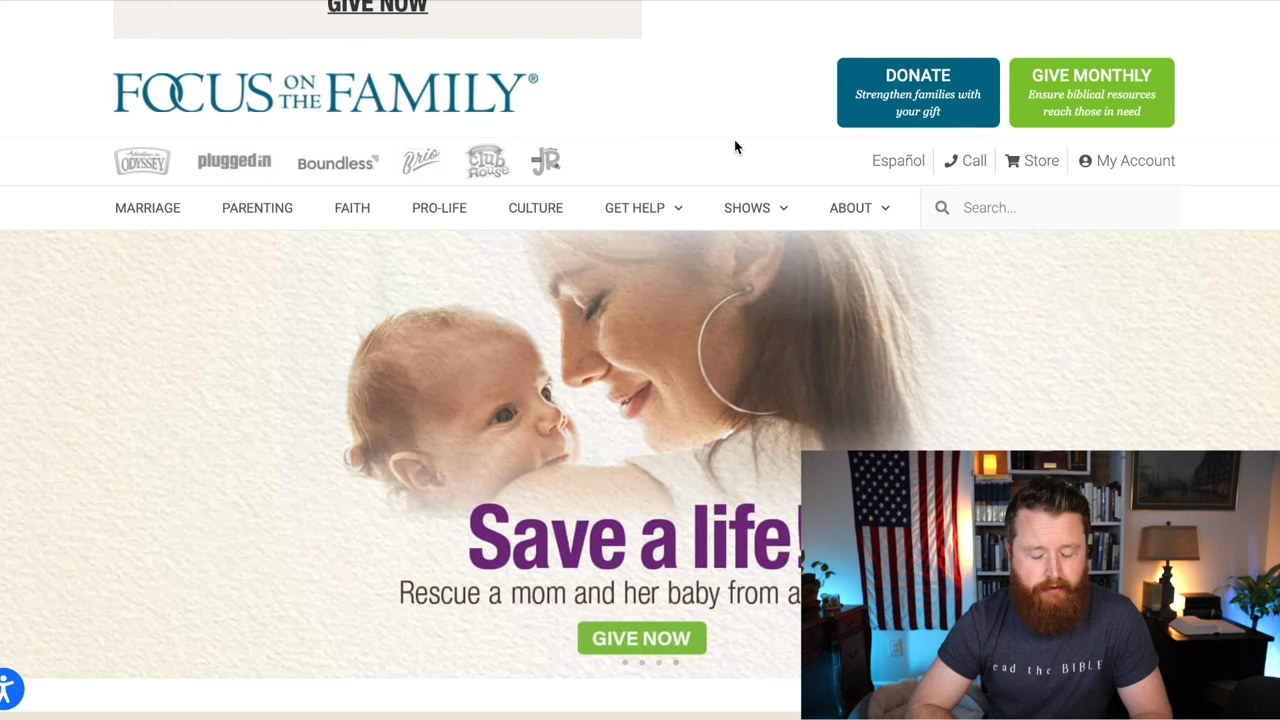 GIVE NOW
FOCUS ON THE FAMILY®
DONATE
Strengthen families with
your gift
GIVE MONTHLY
Ensure biblical resources
reach those in need
Adventures in ODYSSEY
pluggedin
Boundless
Brio
Club House
JR
Español
Call
Store
My Account
MARRIAGE
PARENTING
FAITH
PRO-LIFE
CULTURE
GET HELP
SHOWS
ABOUT
Search...
Save a life!
Rescue a mom and her baby from a
GIVE NOW
ead the BIBLE